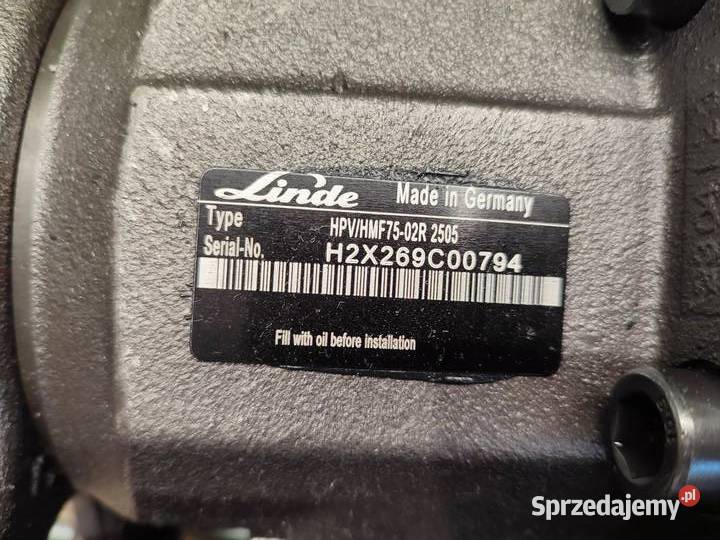 Linde Made in Germany
Type HPV/HMF75-02R 2505
Serial-No. H2X269C00794
Fill with oil before installation
Sprzedajemy.pl